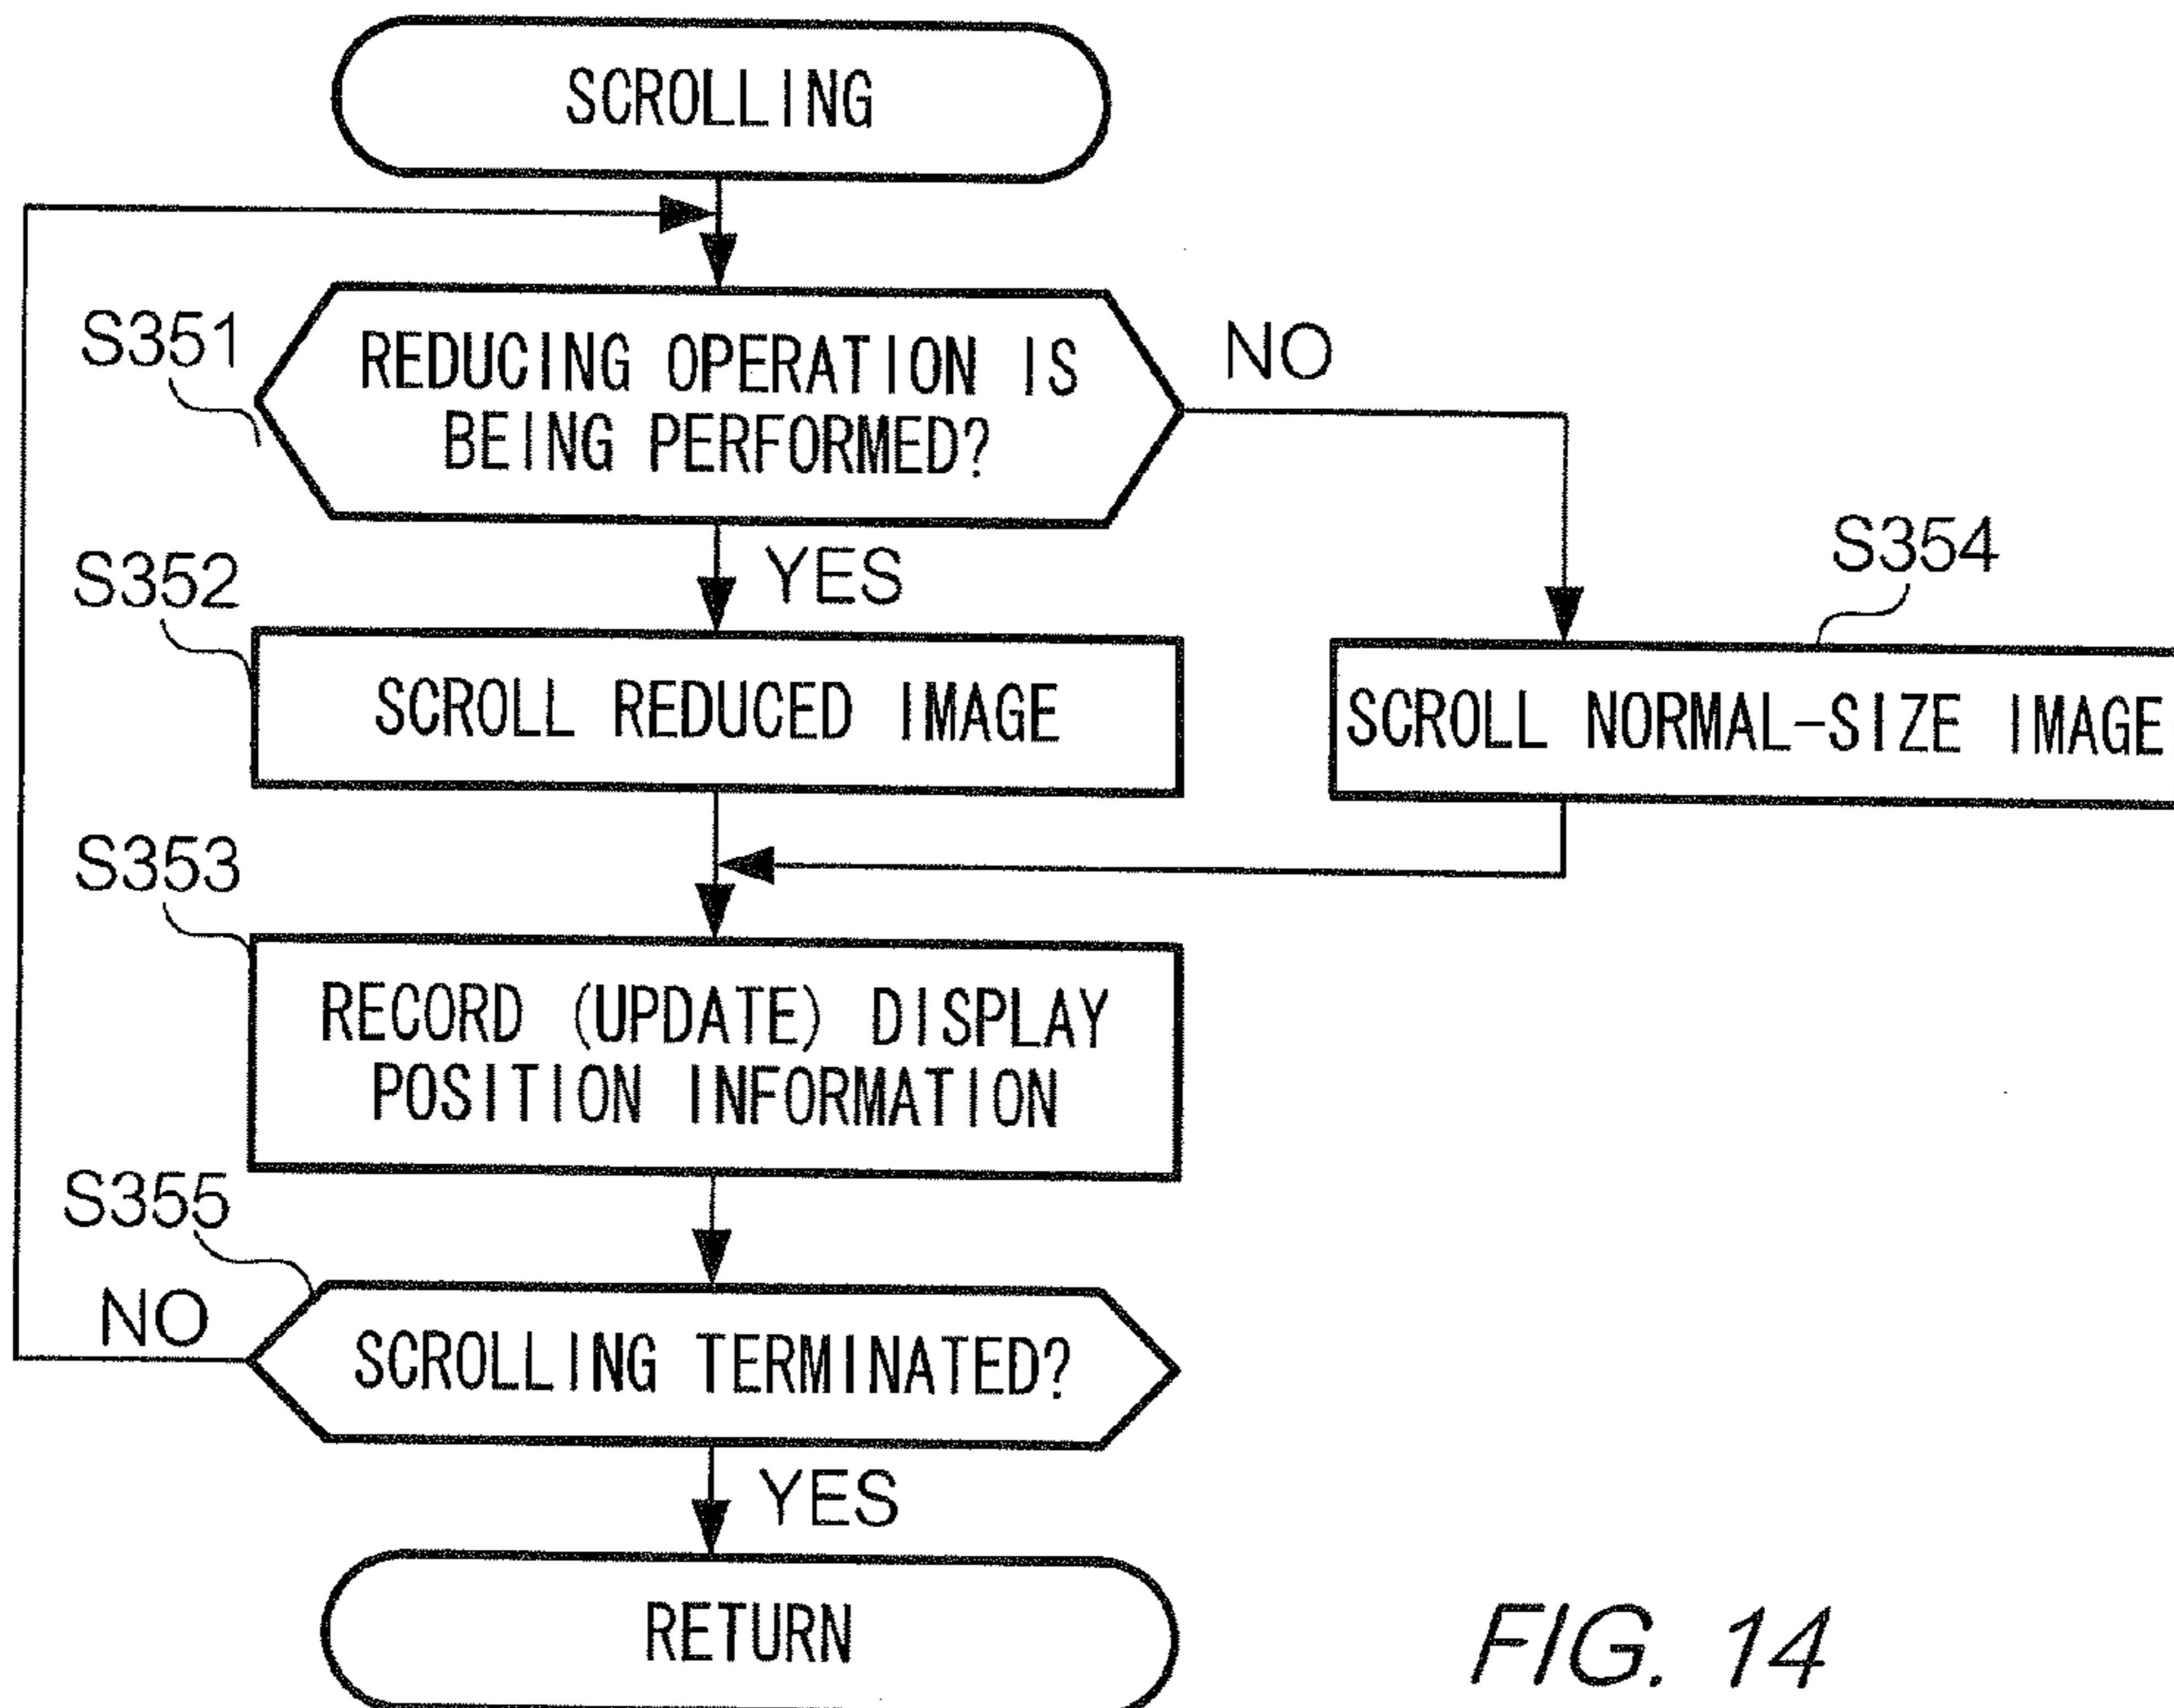 SCROLLING
S351
REDUCING OPERATION IS
BEING PERFORMED?
NO
YES
S352
SCROLL REDUCED IMAGE
S354
SCROLL NORMAL-SIZE IMAGE
S353
RECORD (UPDATE) DISPLAY
POSITION INFORMATION
S355
NO
SCROLLING TERMINATED?
YES
RETURN
FIG. 14